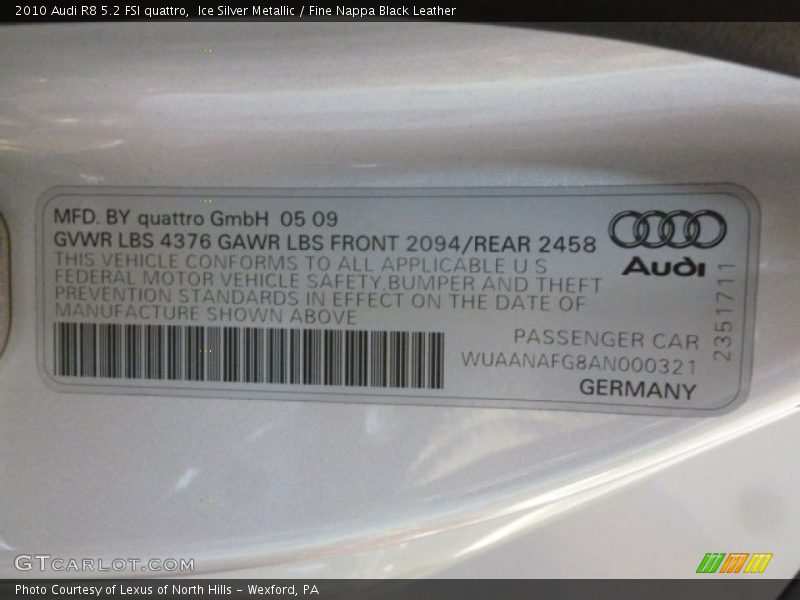 2010 Audi R8 5.2 FSI quattro,  Ice Silver Metallic / Fine Nappa Black Leather
MFD. BY quattro GmbH 05 09
GVWR LBS 4376 GAWR LBS FRONT 2094/REAR 2458
THIS VEHICLE CONFORMS TO ALL APPLICABLE U S
FEDERAL MOTOR VEHICLE SAFETY,BUMPER AND THEFT
PREVENTION STANDARDS IN EFFECT ON THE DATE OF
MANUFACTURE SHOWN ABOVE
Audi
2351711
PASSENGER CAR
WUAANAFG8AN000321
GERMANY
GTCARLOT.COM
Photo Courtesy of Lexus of North Hills - Wexford, PA